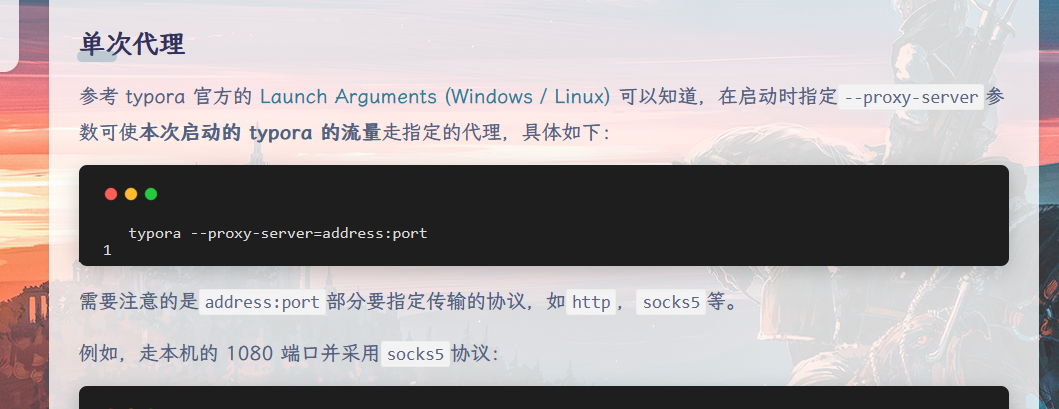 单次代理
参考 typora 官方的 Launch Arguments (Windows / Linux) 可以知道，在启动时指定 --proxy-server 参
数可使本次启动的 typora 的流量走指定的代理，具体如下：
typora --proxy-server=address:port
1
需要注意的是 address:port 部分要指定传输的协议，如 http ， socks5 等。
例如，走本机的 1080 端口并采用 socks5 协议：